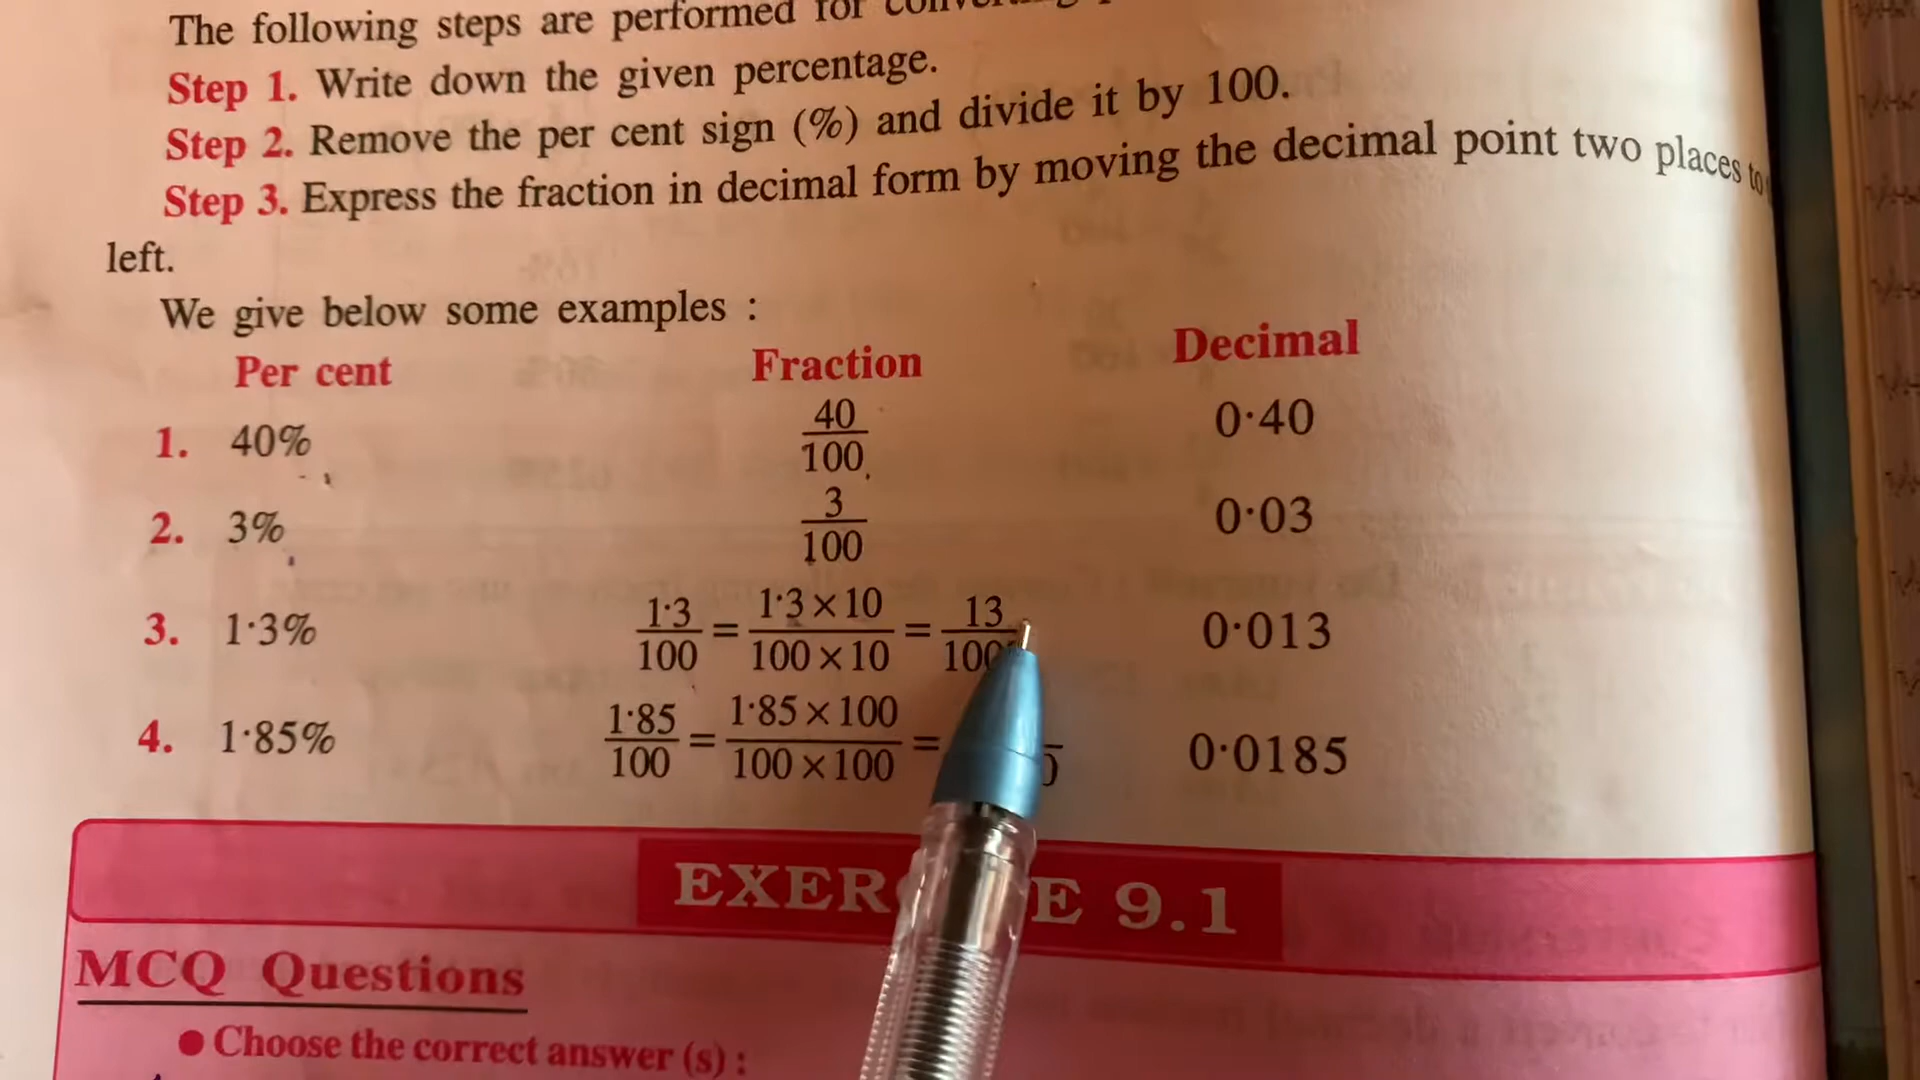 The following steps are performed for
Step 1. Write down the given percentage.
Step 2. Remove the per cent sign (%) and divide it by 100.
Step 3. Express the fraction in decimal form by moving the decimal point two places to
left.
We give below some examples :
Per cent Fraction Decimal
1. 40% 40/100 0·40
2. 3% 3/100 0·03
3. 1·3% 1·3/100 = 1·3×10/100×10 = 13/100 0·013
4. 1·85% 1·85/100 = 1·85×100/100×100 = 0·0185
9.1
MCQ Questions
● Choose the correct answer (s) :